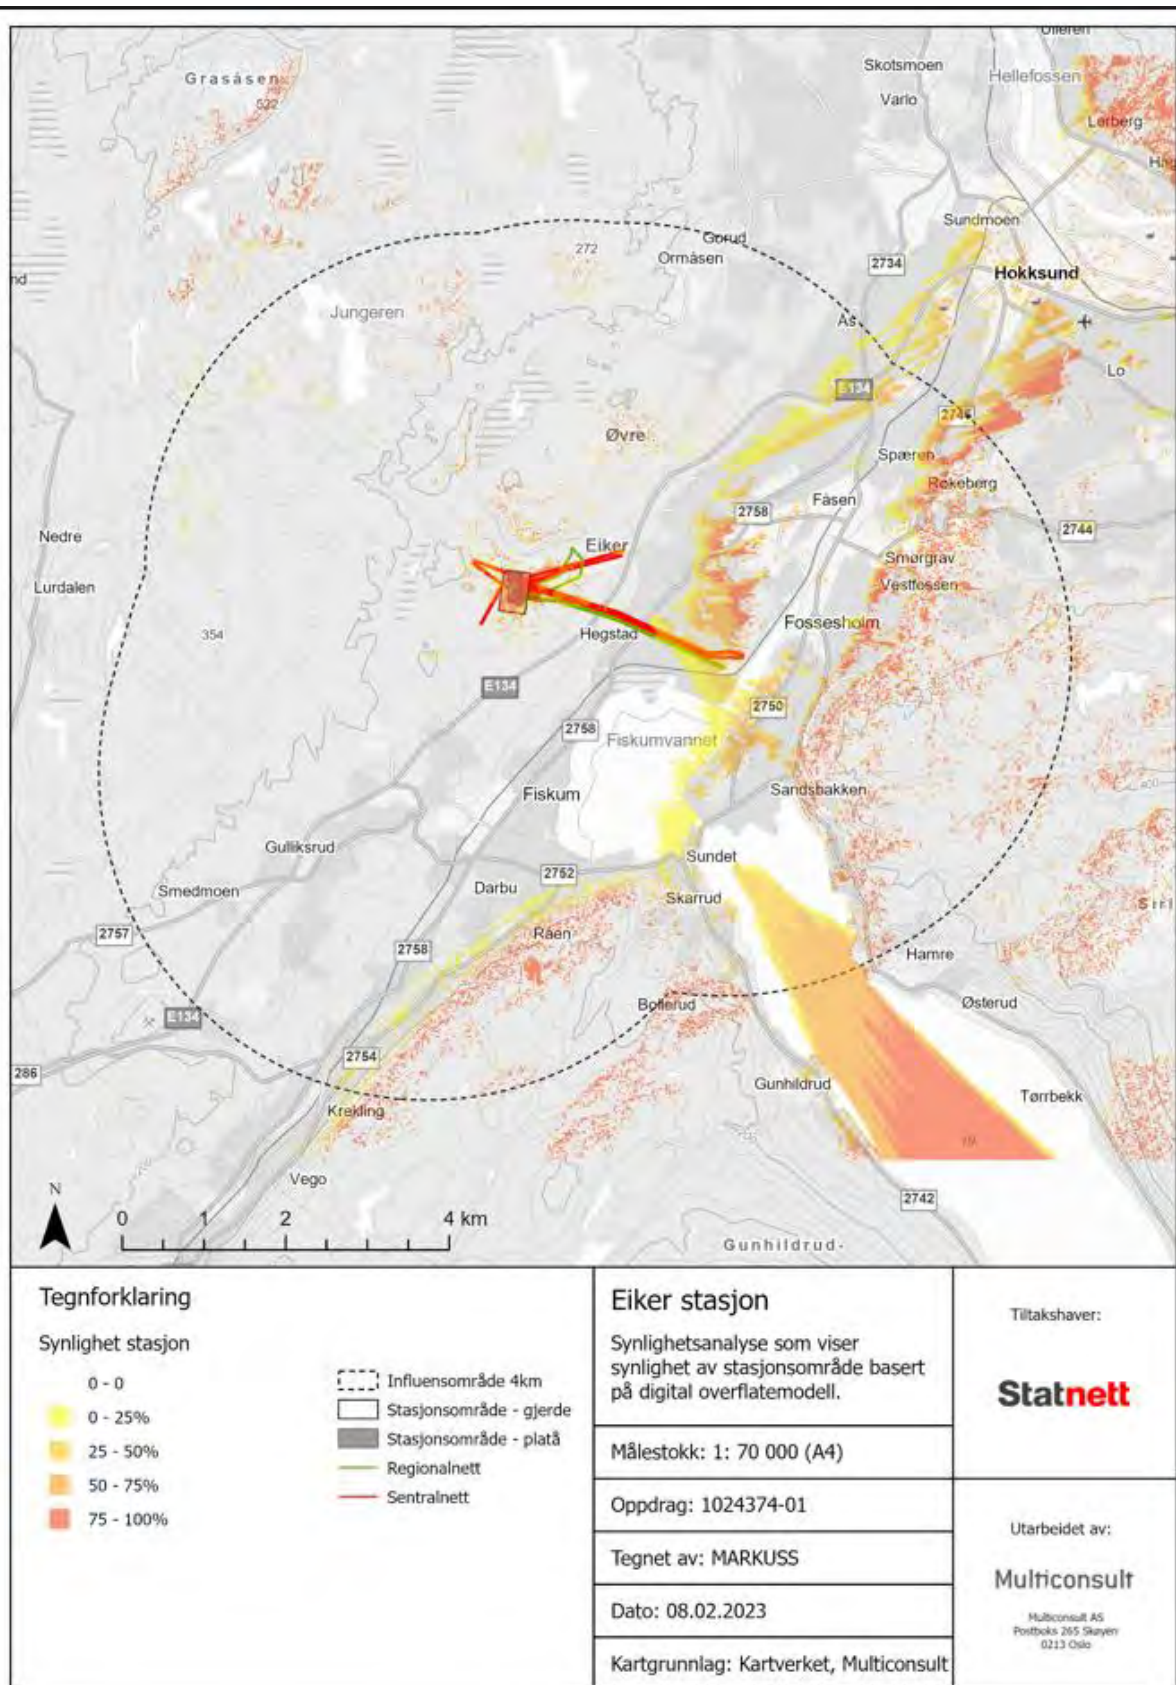 Grasåsen
522
Skotsmoen
Varlo
Hellefossen
Lerberg
Sundmoen
Hokksund
272
Gorud
Ormåsen
2734
Jungeren
Ås
E134
Lo
2745
Øvre
Spæren
Rokeberg
Fåsen
2758
2744
Nedre
Eiker
Smørgrav
Vestfossen
Lurdalen
354
Hegstad
Fossesholm
E134
2758
2750
Fiskumvannet
Fiskum
Sandsbakken
Gulliksrud
Sundet
2752
Smedmoen
Darbu
Skarrud
2757
Råen
2758
Hamre
Bollerud
Østerud
E134
2754
286
Gunhildrud
Tørrbekk
Krekling
19
Vego
2742
N
0 1 2 4 km
Gunhildrud-
Tegnforklaring
Synlighet stasjon
0 - 0
0 - 25%
25 - 50%
50 - 75%
75 - 100%
Influensområde 4km
Stasjonsområde - gjerde
Stasjonsområde - platå
Regionalnett
Sentralnett
Eiker stasjon
Synlighetsanalyse som viser
synlighet av stasjonsområde basert
på digital overflatemodell.
Målestokk: 1: 70 000 (A4)
Oppdrag: 1024374-01
Tegnet av: MARKUSS
Dato: 08.02.2023
Kartgrunnlag: Kartverket, Multiconsult
Tiltakshaver:
Statnett
Utarbeidet av:
Multiconsult
Multiconsult AS
Postboks 265 Skøyen
0213 Oslo